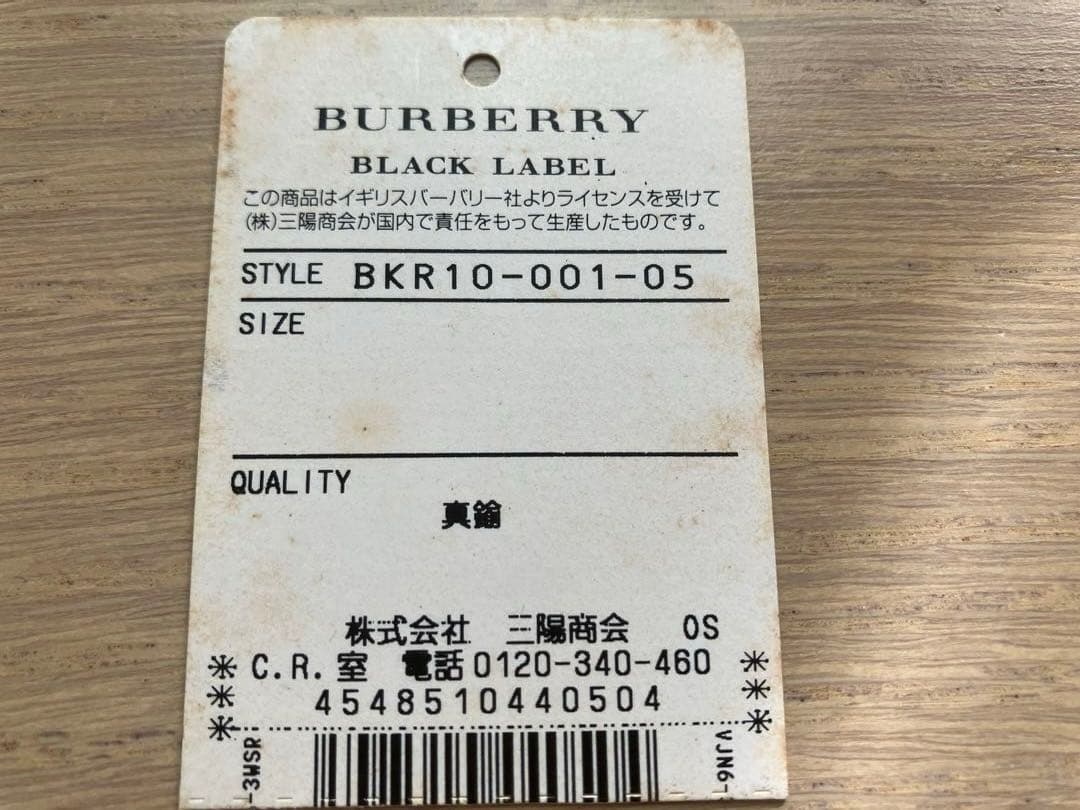 BURBERRY
BLACK LABEL
この商品はイギリスバーバリー社よりライセンスを受けて
(株)三陽商会が国内で責任をもって生産したものです。
STYLE BKR10-001-05
SIZE
QUALITY
真鍮
株式会社 三陽商会 OS
✳ C.R.室 電話0120-340-460 ✳
✳ 4548510440504 ✳
✳ ✳
-3WSR
-9NJV